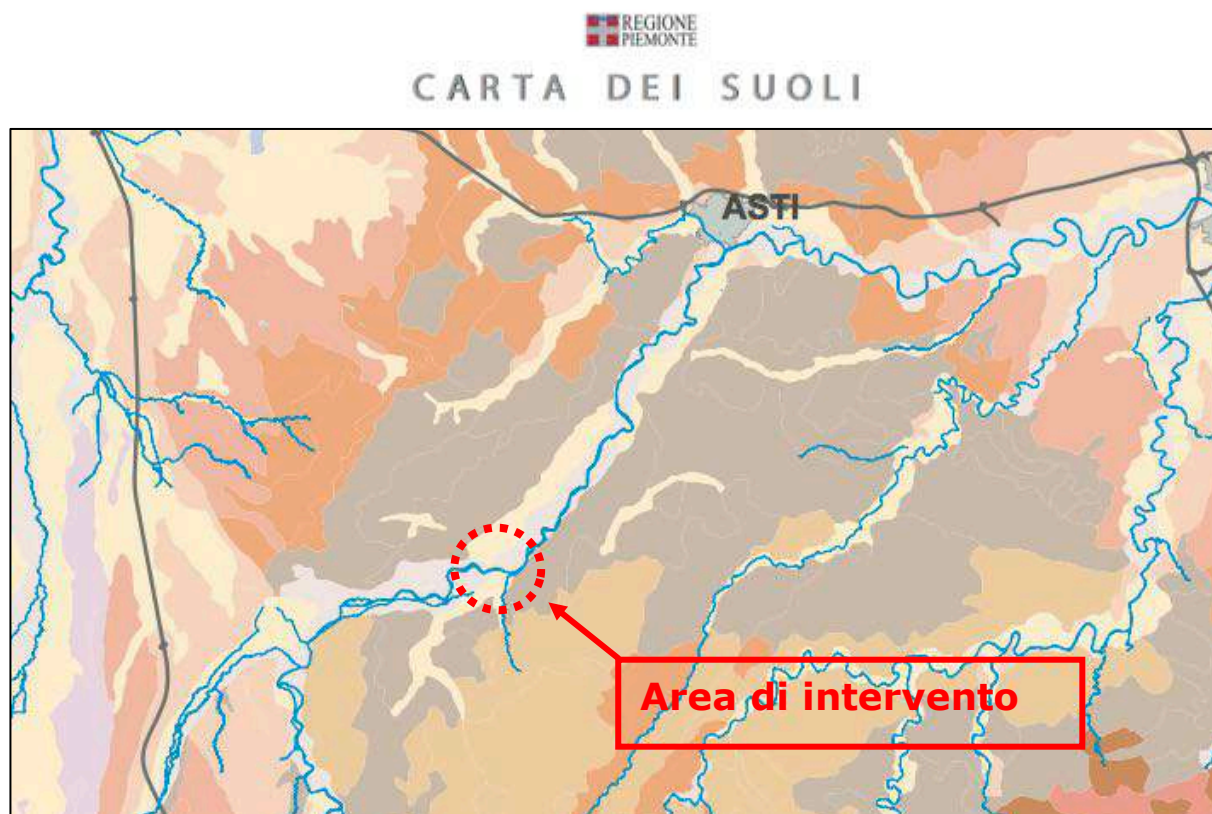 REGIONE
PIEMONTE
CARTA DEI SUOLI
ASTI
Area di intervento